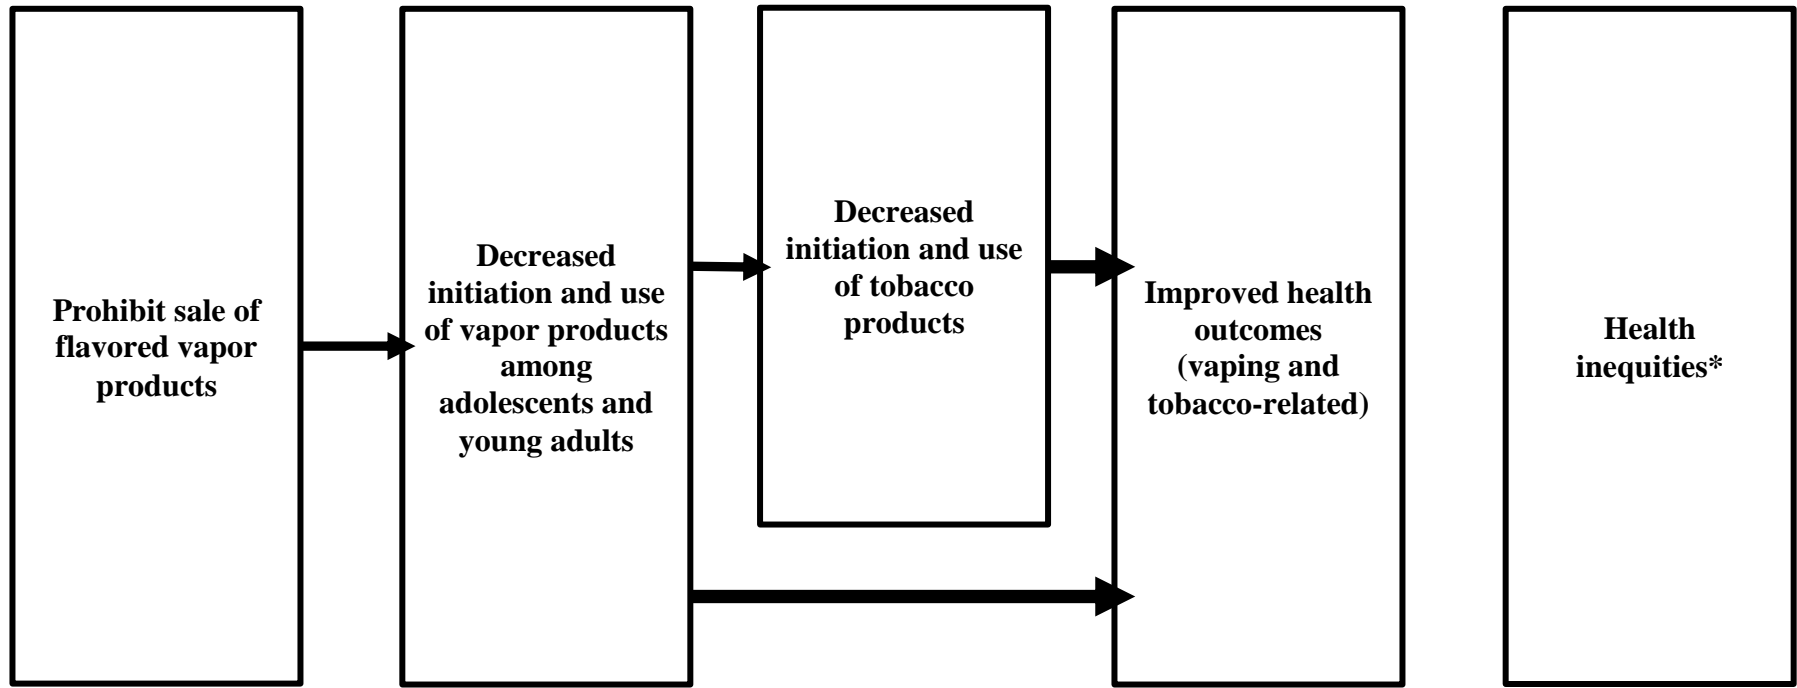 Prohibit sale of
flavored vapor
products
Decreased
initiation and use
of vapor products
among
adolescents and
young adults
Decreased
initiation and use
of tobacco
products
Improved health
outcomes
(vaping and
tobacco-related)
Health
inequities*